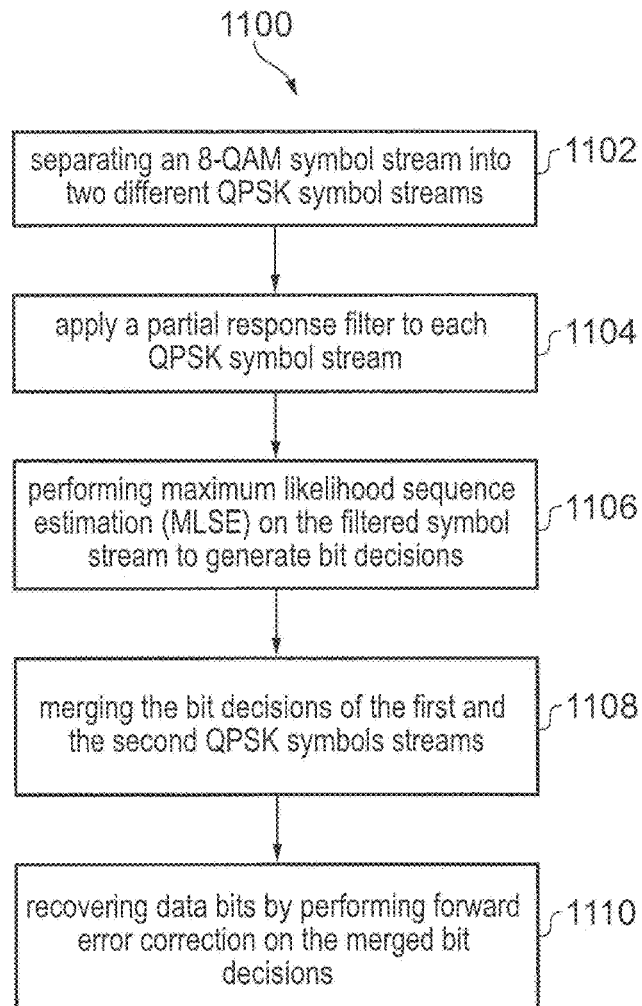 1100
separating an 8-QAM symbol stream into
two different QPSK symbol streams
1102
apply a partial response filter to each
QPSK symbol stream
1104
performing maximum likelihood sequence
estimation (MLSE) on the filtered symbol
stream to generate bit decisions
1106
merging the bit decisions of the first and
the second QPSK symbols streams
1108
recovering data bits by performing forward
error correction on the merged bit
decisions
1110